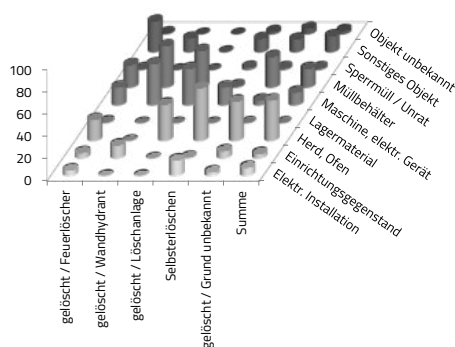 100
80
60
40
20
0
gelöscht / Feuerlöscher
gelöscht / Wandhydrant
gelöscht / Löschanlage
Selbsterlöschen
gelöscht / Grund unbekannt
Summe
Objekt unbekannt
Sonstiges Objekt
Sperrmüll / Unrat
Müllbehälter
Maschine, elektr. Gerät
Lagermaterial
Herd, Ofen
Einrichtungsgegenstand
Elektr. Installation